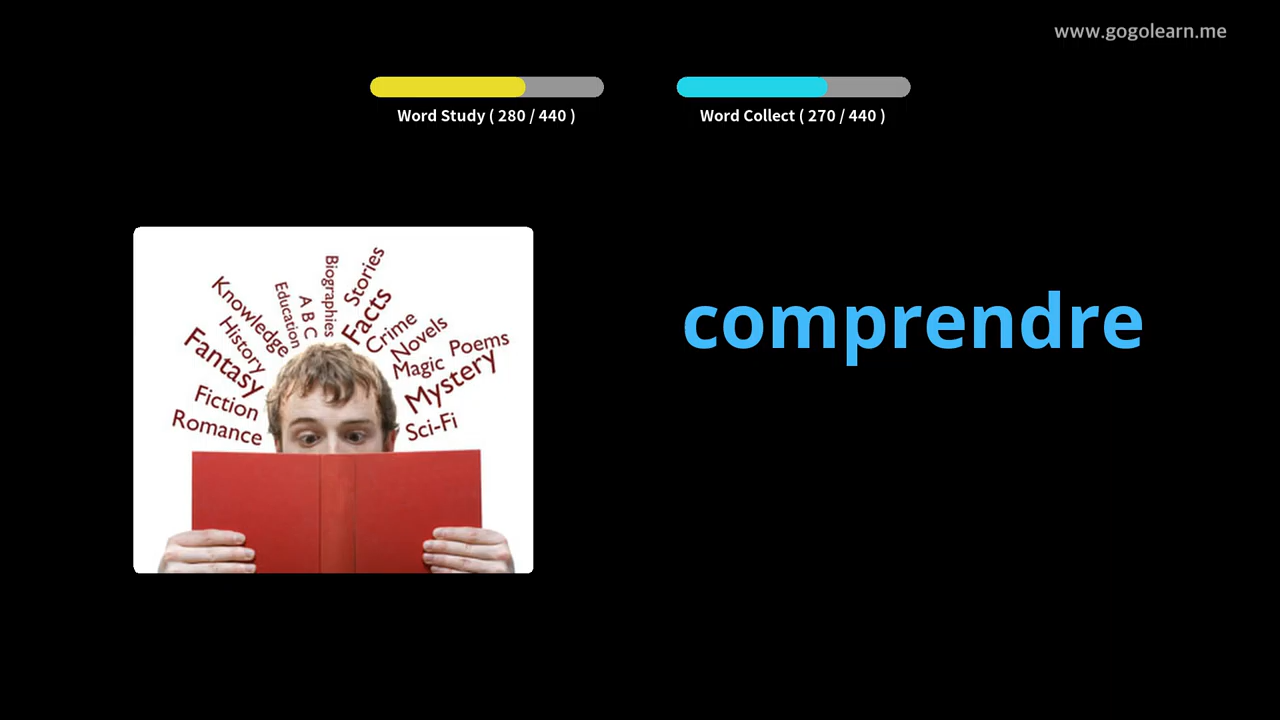 www.gogolearn.me
Word Study ( 280 / 440 )
Word Collect ( 270 / 440 )
comprendre
Biographies
Stories
Education
A B C
Facts
Knowledge
Crime
History
Novels
Fantasy
Magic
Poems
Mystery
Fiction
Romance
Sci-Fi